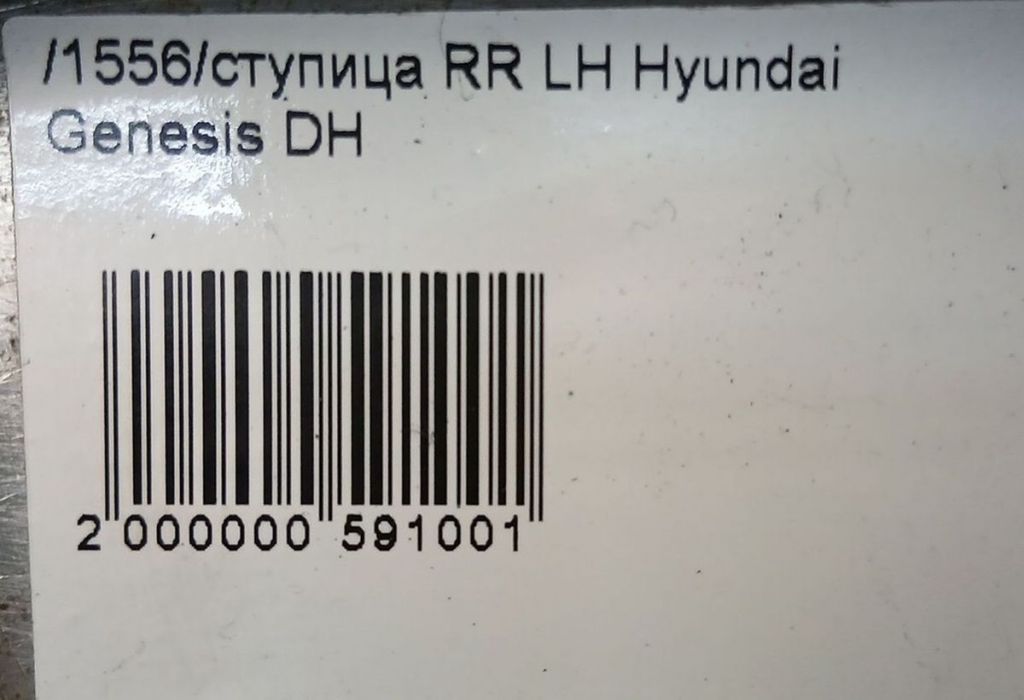 /1556/ступица RR LH Hyundai
Genesis DH
2 000000 591001